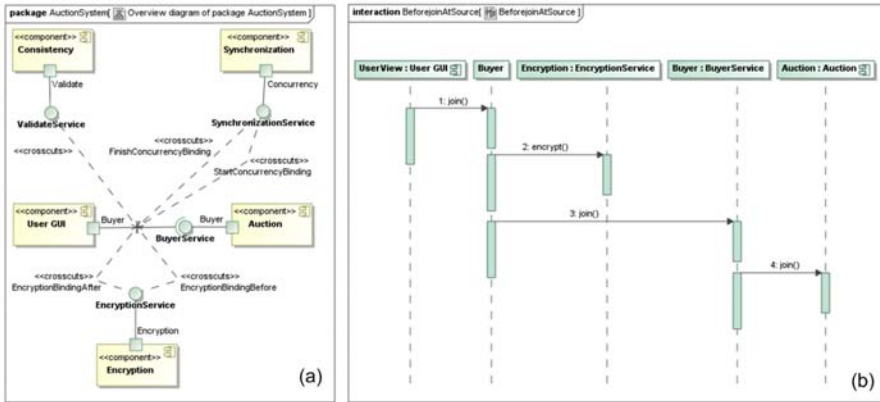 package AuctionSystem[ Overview diagram of package AuctionSystem ]
<<component>>
Consistency
<<component>>
Synchronization
Validate
Concurrency
ValidateService
SynchronizationService
<<crosscuts>>
<<crosscuts>>
FinishConcurrencyBinding
<<crosscuts>>
StartConcurrencyBinding
<<component>>
User GUI
Buyer
BuyerService
Buyer
<<component>>
Auction
<<crosscuts>>
EncryptionBindingAfter
<<crosscuts>>
EncryptionBindingBefore
EncryptionService
Encryption
<<component>>
Encryption
(a)
interaction BeforejoinAtSource[ BeforejoinAtSource ]
UserView : User GUI
Buyer
Encryption : EncryptionService
Buyer : BuyerService
Auction : Auction
1: join()
2: encrypt()
3: join()
4: join()
(b)